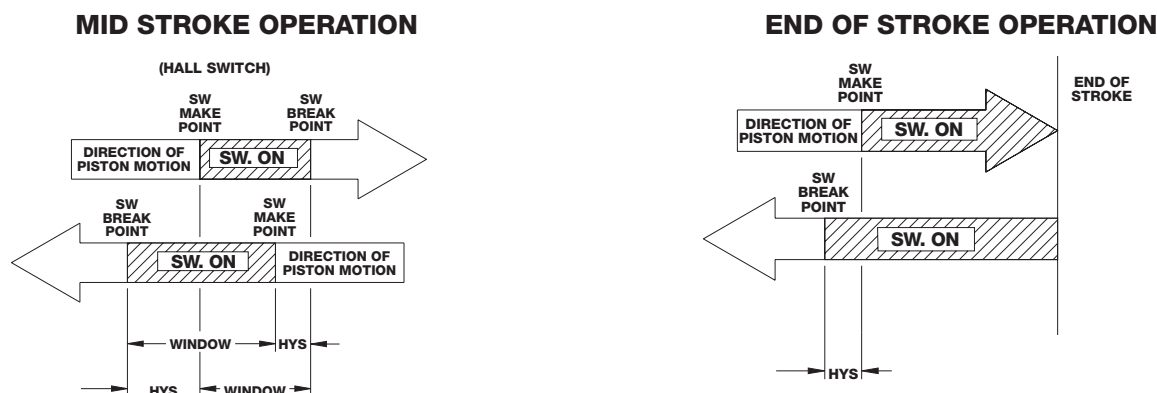 MID STROKE OPERATION
(HALL SWITCH)
SW
MAKE
POINT
SW
BREAK
POINT
DIRECTION OF
PISTON MOTION
SW. ON
SW
BREAK
POINT
SW
MAKE
POINT
SW. ON
DIRECTION OF
PISTON MOTION
WINDOW
HYS
HYS
WINDOW
END OF STROKE OPERATION
SW
MAKE
POINT
END OF
STROKE
DIRECTION OF
PISTON MOTION
SW. ON
SW
BREAK
POINT
SW. ON
HYS